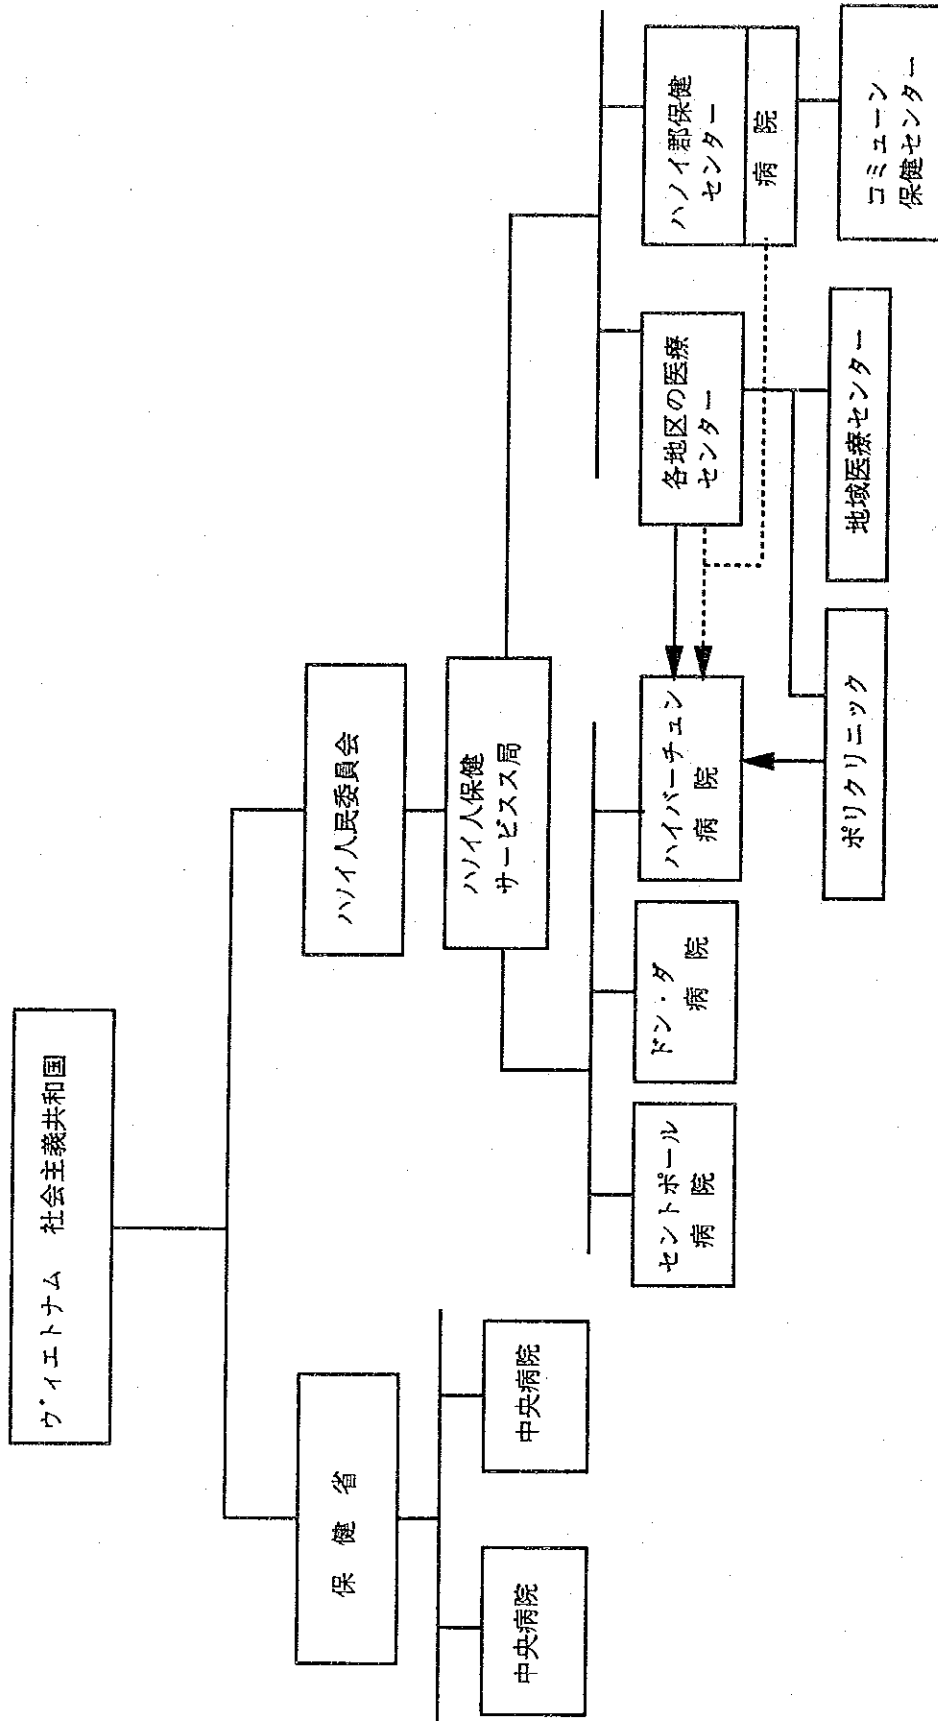 ヴィエトナム 社会主義共和国
保健省
ハノイ人民委員会
中央病院
中央病院
ハノイ人保健
サービスス局
セントポール
病院
ドン・ダ
病院
ハイバーチュン
病院
各地区の医療
センター
ハノイ郡保健
センター
病院
ポリクリニック
地域医療センター
コミューン
保健センター